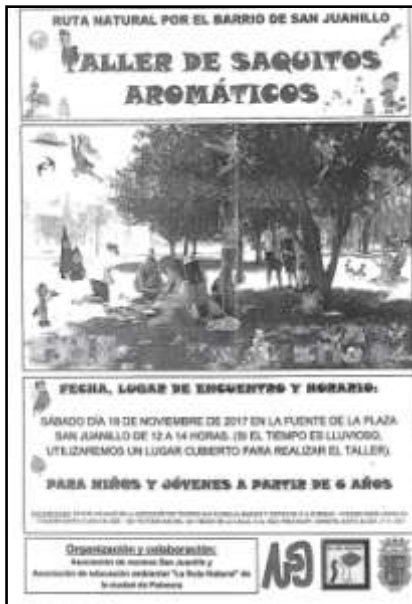 RUTA NATURAL POR EL BARRIO DE SAN JUANILLO
TALLER DE SAQUITOS
AROMÁTICOS
FECHA, LUGAR DE ENCUENTRO Y HORARIO:
SÁBADO DÍA 18 DE NOVIEMBRE DE 2017 EN LA FUENTE DE LA PLAZA
SAN JUANILLO DE 12 A 14 HORAS. (SI EL TIEMPO ES LLUVIOSO,
UTILIZAREMOS UN LUGAR CUBIERTO PARA REALIZAR EL TALLER).
PARA NIÑOS Y JÓVENES A PARTIR DE 6 AÑOS
Organización y colaboración:
Asociación de vecinos San Juanillo y
Asociación de educación ambiental "La Ruta Natural" de
la ciudad de Palencia